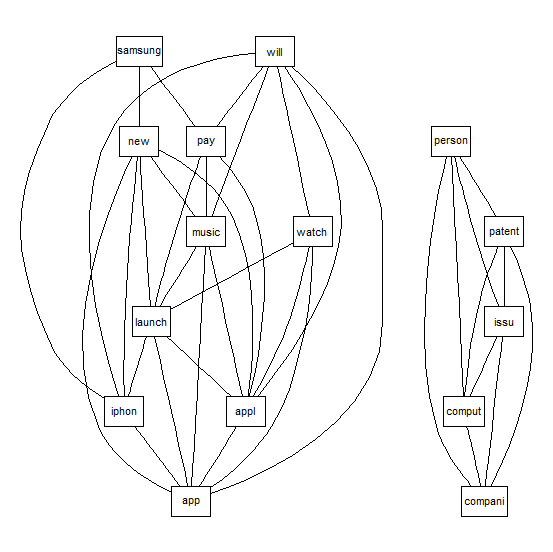 samsung
will
new
pay
person
music
watch
patent
launch
issu
iphon
appl
comput
app
compani